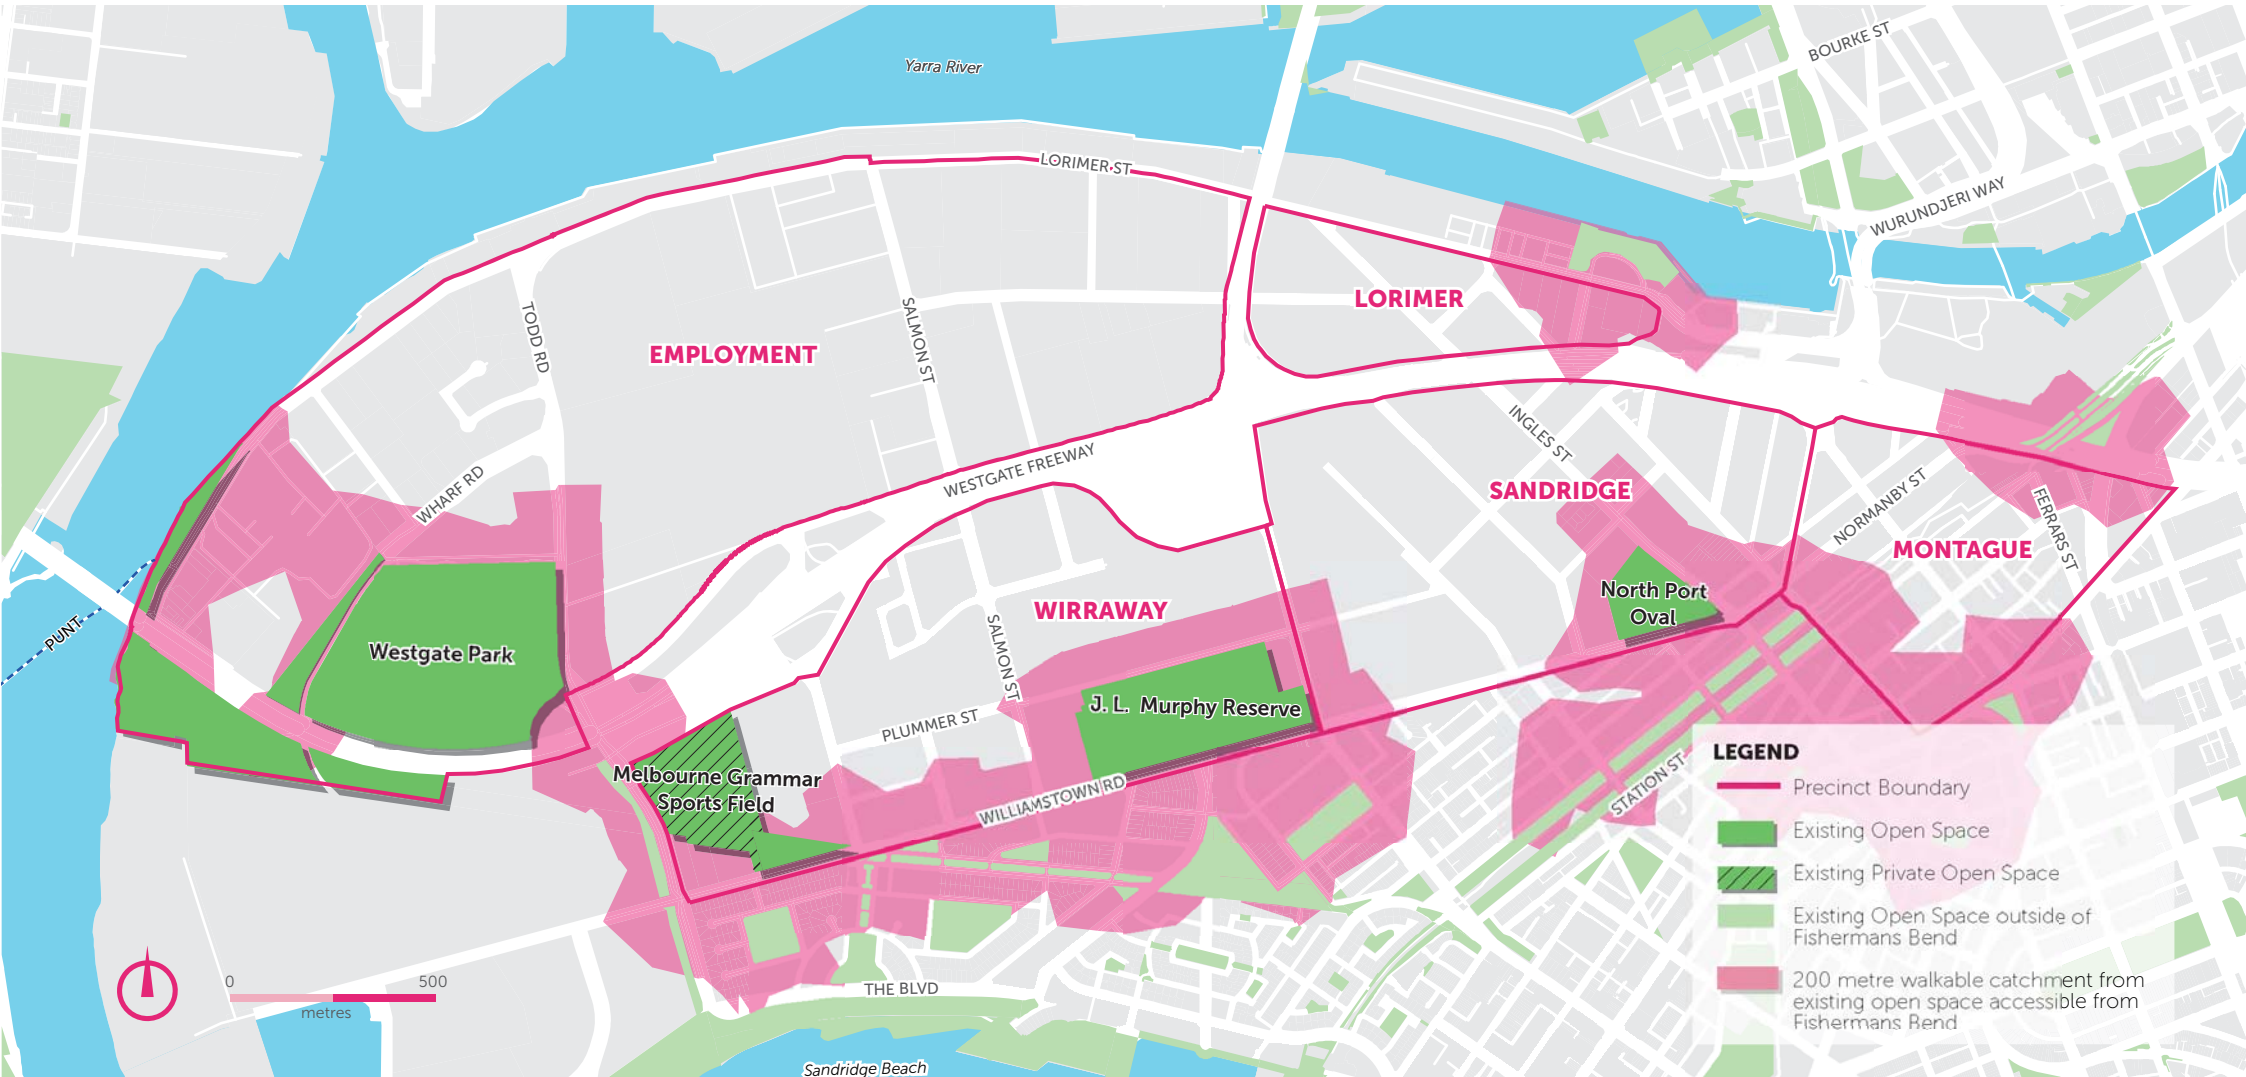 Yarra River
BOURKE ST
LORIMER ST
WURUNDJERI WAY
LORIMER
TODD RD
SALMON ST
EMPLOYMENT
INGLES ST
WESTGATE FREEWAY
WHARF RD
SANDRIDGE
NORMANBY ST
FERRARS ST
MONTAGUE
North Port
Oval
WIRRAWAY
PUNT
Westgate Park
SALMON ST
J. L. Murphy Reserve
PLUMMER ST
Melbourne Grammar
Sports Field
WILLIAMSTOWN RD
STATION ST
LEGEND
Precinct Boundary
Existing Open Space
Existing Private Open Space
Existing Open Space outside of
Fishermans Bend
200 metre walkable catchment from
existing open space accessible from
Fishermans Bend
0 500
metres
THE BLVD
Sandridge Beach